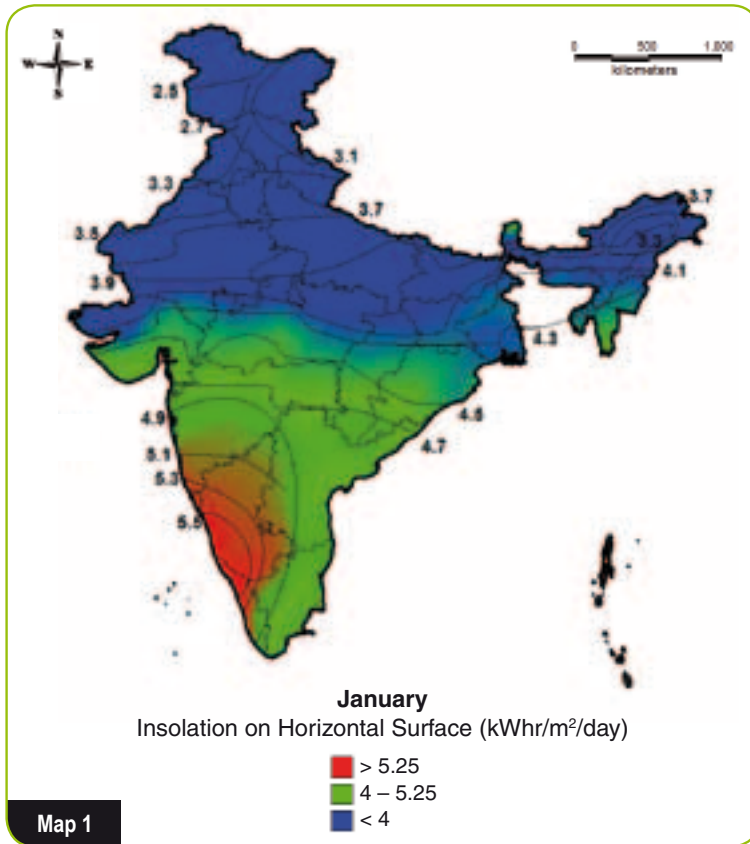 N
W E
S
0 500 1,000
kilometers
2.5
2.7
3.1
3.3
3.7
3.7
3.5
3.3
4.1
3.9
4.3
4.5
4.9
4.7
5.1
5.3
5.5
January
Insolation on Horizontal Surface (kWhr/m²/day)
> 5.25
4 – 5.25
< 4
Map 1